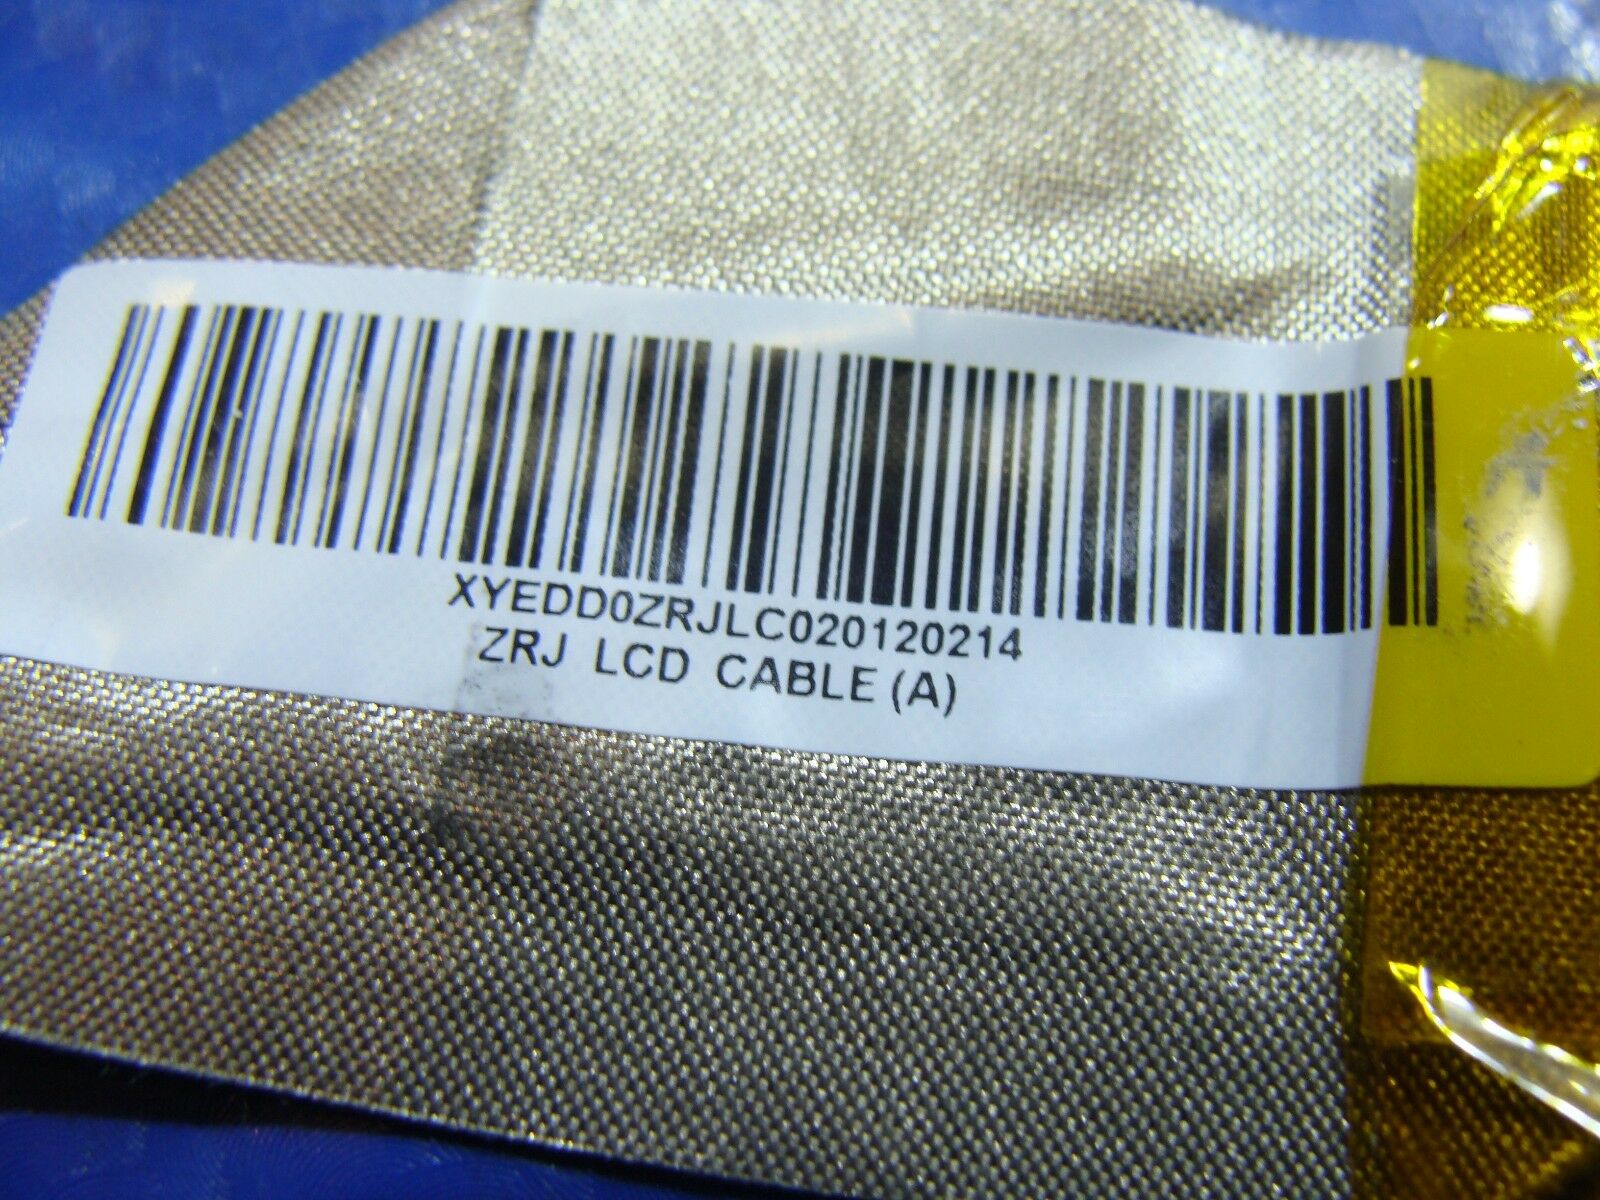 XYEDD0ZRJLC020120214
ZRJ LCD CABLE (A)